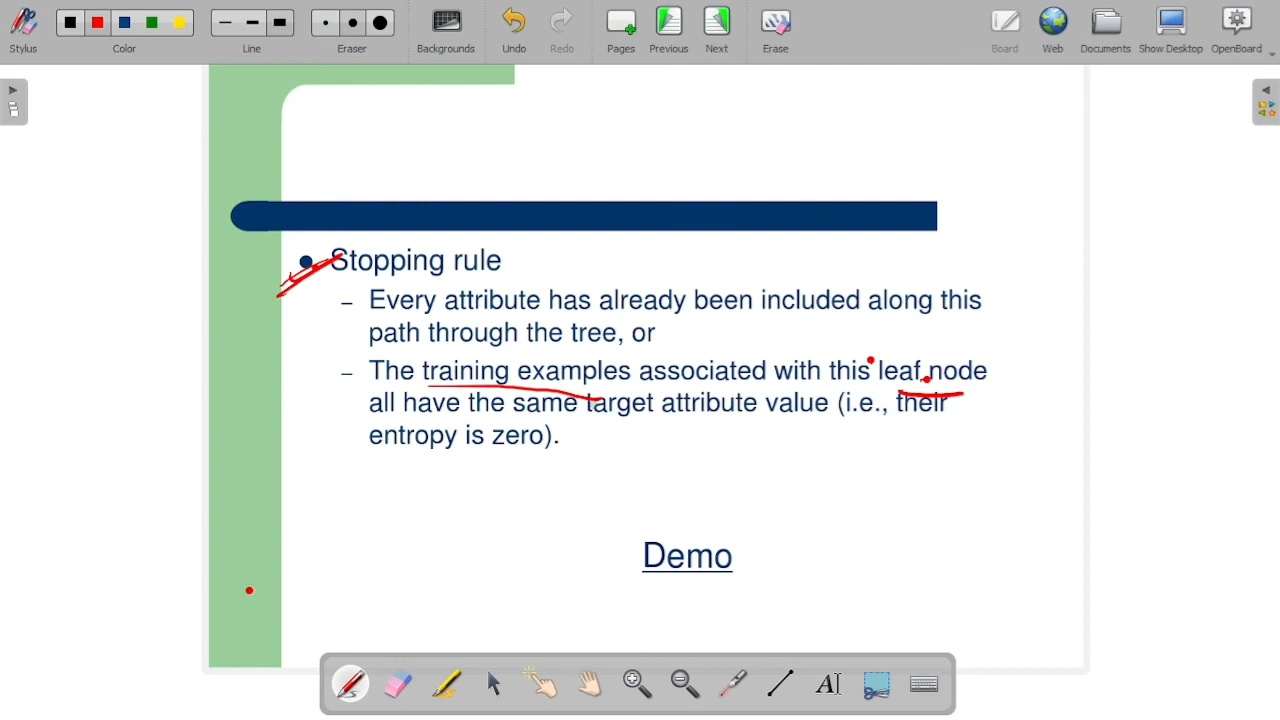 Stylus
Color
Line
Eraser
Backgrounds
Undo
Redo
Pages
Previous
Next
Erase
Board
Web
Documents
Show Desktop
OpenBoard
Stopping rule
– Every attribute has already been included along this
path through the tree, or
– The training examples associated with this leaf node
all have the same target attribute value (i.e., their
entropy is zero).
Demo